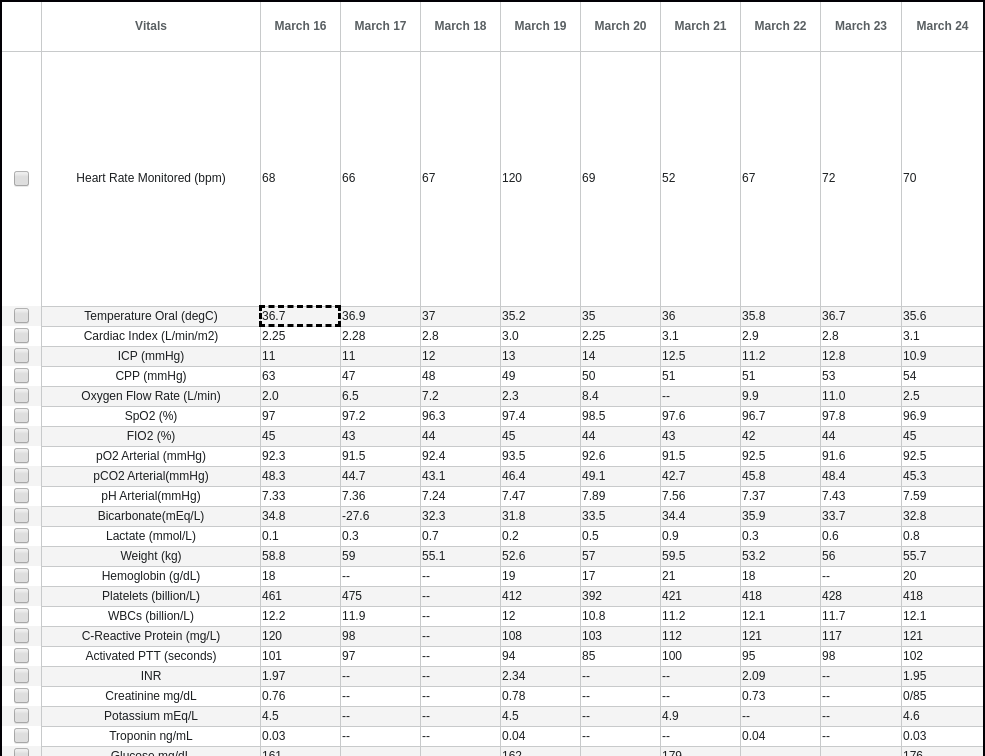 Vitals March 16 March 17 March 18 March 19 March 20 March 21 March 22 March 23 March 24
Heart Rate Monitored (bpm) 68 66 67 120 69 52 67 72 70
Temperature Oral (degC) 36.7 36.9 37 35.2 35 36 35.8 36.7 35.6
Cardiac Index (L/min/m2) 2.25 2.28 2.8 3.0 2.25 3.1 2.9 2.8 3.1
ICP (mmHg) 11 11 12 13 14 12.5 11.2 12.8 10.9
CPP (mmHg) 63 47 48 49 50 51 51 53 54
Oxygen Flow Rate (L/min) 2.0 6.5 7.2 2.3 8.4 -- 9.9 11.0 2.5
SpO2 (%) 97 97.2 96.3 97.4 98.5 97.6 96.7 97.8 96.9
FIO2 (%) 45 43 44 45 44 43 42 44 45
pO2 Arterial (mmHg) 92.3 91.5 92.4 93.5 92.6 91.5 92.5 91.6 92.5
pCO2 Arterial(mmHg) 48.3 44.7 43.1 46.4 49.1 42.7 45.8 48.4 45.3
pH Arterial(mmHg) 7.33 7.36 7.24 7.47 7.89 7.56 7.37 7.43 7.59
Bicarbonate(mEq/L) 34.8 -27.6 32.3 31.8 33.5 34.4 35.9 33.7 32.8
Lactate (mmol/L) 0.1 0.3 0.7 0.2 0.5 0.9 0.3 0.6 0.8
Weight (kg) 58.8 59 55.1 52.6 57 59.5 53.2 56 55.7
Hemoglobin (g/dL) 18 -- -- 19 17 21 18 -- 20
Platelets (billion/L) 461 475 -- 412 392 421 418 428 418
WBCs (billion/L) 12.2 11.9 -- 12 10.8 11.2 12.1 11.7 12.1
C-Reactive Protein (mg/L) 120 98 -- 108 103 112 121 117 121
Activated PTT (seconds) 101 97 -- 94 85 100 95 98 102
INR 1.97 -- -- 2.34 -- -- 2.09 -- 1.95
Creatinine mg/dL 0.76 -- -- 0.78 -- -- 0.73 -- 0/85
Potassium mEq/L 4.5 -- -- 4.5 -- 4.9 -- -- 4.6
Troponin ng/mL 0.03 -- -- 0.04 -- -- 0.04 -- 0.03
Glucose mg/dL 161 162 179 176